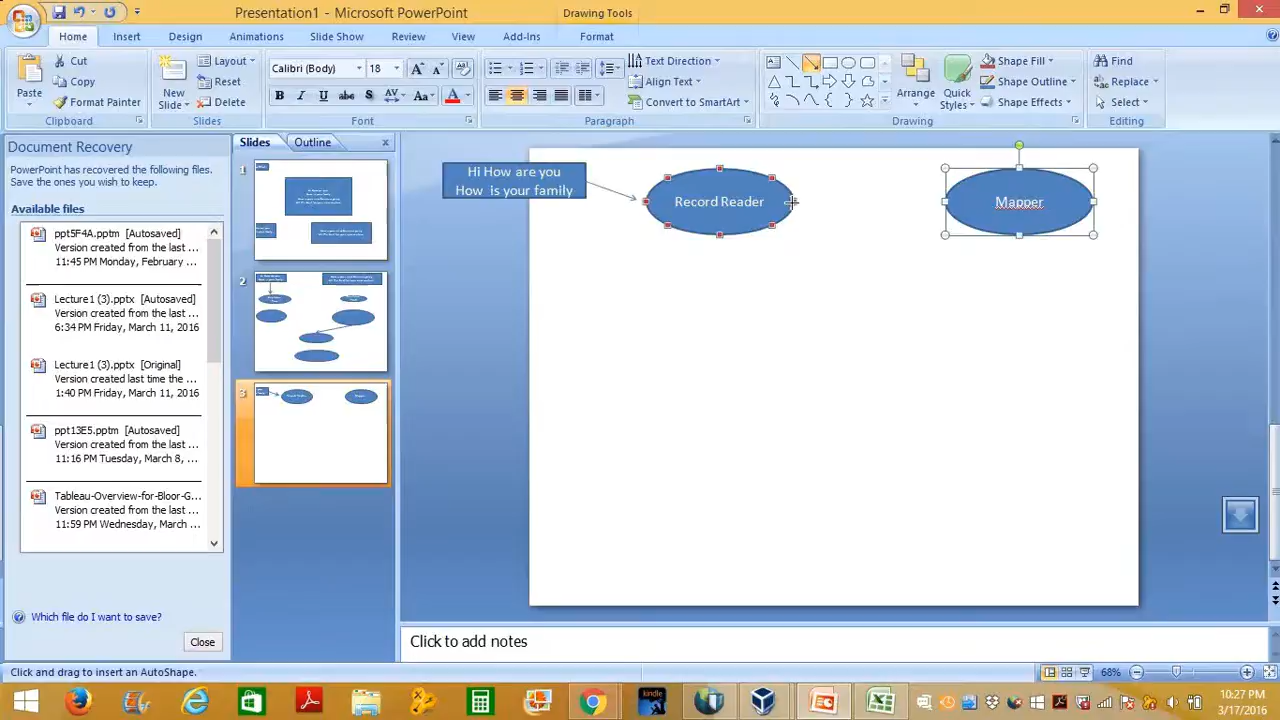 Presentation1 - Microsoft PowerPoint
Drawing Tools
Home
Insert
Design
Animations
Slide Show
Review
View
Add-Ins
Format
Paste
Cut
Copy
Format Painter
Clipboard
New
Slide
Layout
Reset
Delete
Slides
Calibri (Body)
18
Font
Text Direction
Align Text
Convert to SmartArt
Paragraph
Arrange
Quick
Styles
Shape Fill
Shape Outline
Shape Effects
Drawing
Find
Replace
Select
Editing
Document Recovery
PowerPoint has recovered the following files.
Save the ones you wish to keep.
Available files
ppt5F4A.pptm [Autosaved]
Version created from the last ...
11:45 PM Monday, February ...
Lecture1 (3).pptx [Autosaved]
Version created from the last ...
6:34 PM Friday, March 11, 2016
Lecture1 (3).pptx [Original]
Version created last time the ...
1:40 PM Friday, March 11, 2016
ppt13E5.pptm [Autosaved]
Version created from the last ...
11:16 PM Tuesday, March 8, ...
Tableau-Overview-for-Bloor-G...
Version created from the last ...
11:59 PM Wednesday, March ...
Which file do I want to save?
Close
Slides
Outline
1
2
3
Hi How are you
How is your family
Record Reader
Mapper
Click to add notes
Click and drag to insert an AutoShape.
68%
kindle
10:27 PM
3/17/2016